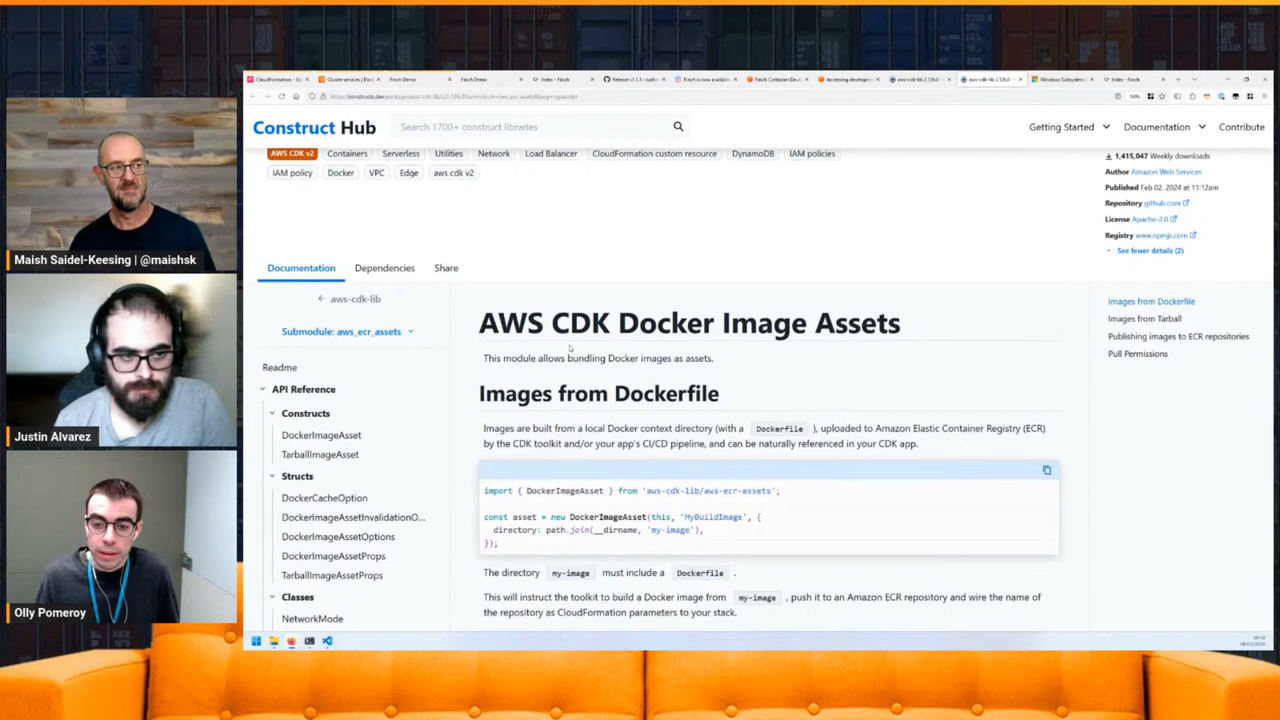 Maish Saidel-Keesing | @maishsk
Justin Alvarez
Olly Pomeroy
Finch Demo
Finch Demo
Index - Finch
Index - Finch
Construct Hub
Search 1700+ construct libraries
Getting Started
Documentation
Contribute
AWS CDK v2
Containers
Serverless
Utilities
Network
Load Balancer
CloudFormation custom resource
DynamoDB
IAM policies
IAM policy
Docker
VPC
Edge
aws cdk v2
1,415,047 Weekly downloads
Author Amazon Web Services
Published Feb 02, 2024 at 11:12am
Repository github.com
License Apache-2.0
Registry www.npmjs.com
See fewer details (2)
Documentation
Dependencies
Share
aws-cdk-lib
Submodule: aws_ecr_assets
Readme
API Reference
Constructs
DockerImageAsset
TarballImageAsset
Structs
DockerCacheOption
DockerImageAssetInvalidationO...
DockerImageAssetOptions
DockerImageAssetProps
TarballImageAssetProps
Classes
NetworkMode
AWS CDK Docker Image Assets
This module allows bundling Docker images as assets.
Images from Dockerfile
Images are built from a local Docker context directory (with a Dockerfile ), uploaded to Amazon Elastic Container Registry (ECR)
by the CDK toolkit and/or your app's CI/CD pipeline, and can be naturally referenced in your CDK app.
import { DockerImageAsset } from 'aws-cdk-lib/aws-ecr-assets';
const asset = new DockerImageAsset(this, 'MyBuildImage', {
directory: path.join(__dirname, 'my-image'),
});
The directory my-image must include a Dockerfile .
This will instruct the toolkit to build a Docker image from my-image , push it to an Amazon ECR repository and wire the name of
the repository as CloudFormation parameters to your stack.
Images from Dockerfile
Images from Tarball
Publishing images to ECR repositories
Pull Permissions